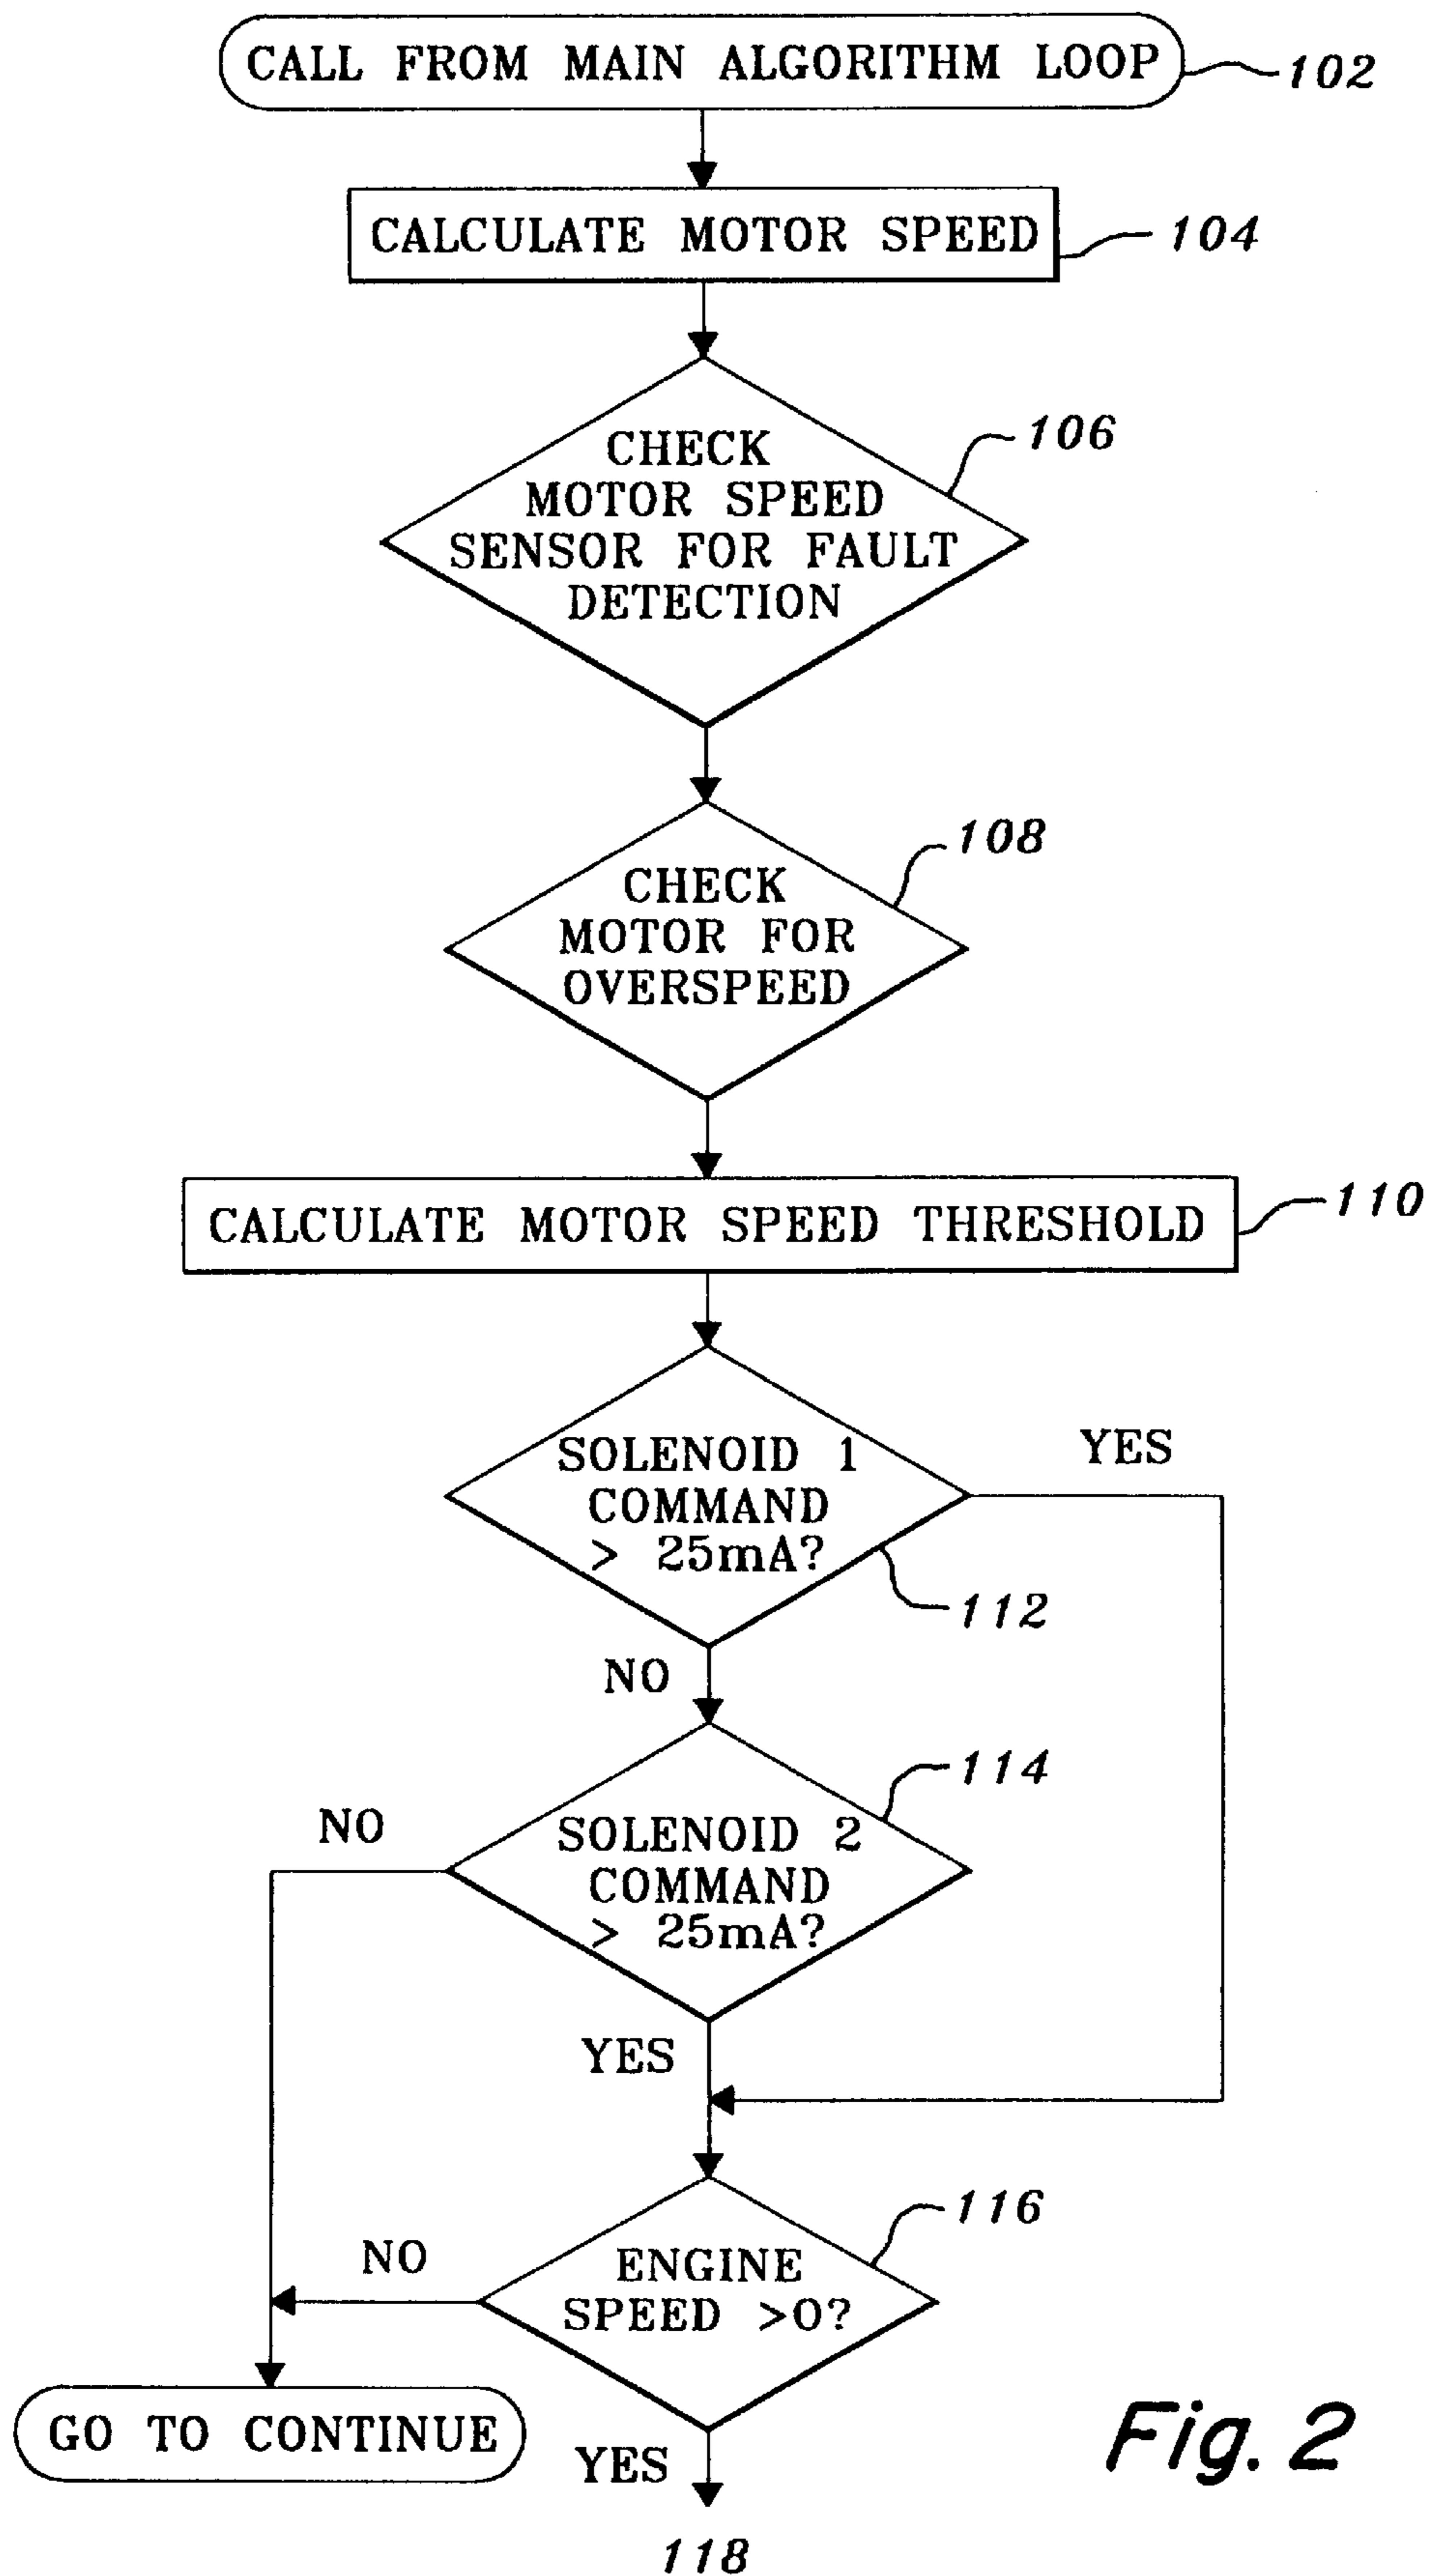 CALL FROM MAIN ALGORITHM LOOP
102
CALCULATE MOTOR SPEED
104
106
CHECK
MOTOR SPEED
SENSOR FOR FAULT
DETECTION
108
CHECK
MOTOR FOR
OVERSPEED
CALCULATE MOTOR SPEED THRESHOLD
110
SOLENOID 1
COMMAND
> 25mA?
YES
112
NO
114
NO
SOLENOID 2
COMMAND
> 25mA?
YES
116
NO
ENGINE
SPEED >0?
GO TO CONTINUE
YES
118
Fig. 2